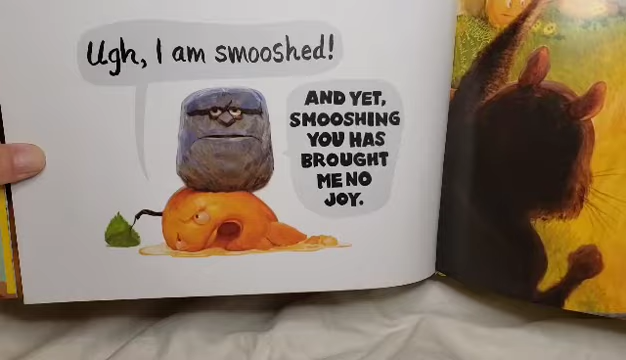 Ugh, I am smooshed!
AND YET,
SMOOSHING
YOU HAS
BROUGHT
ME NO
JOY.